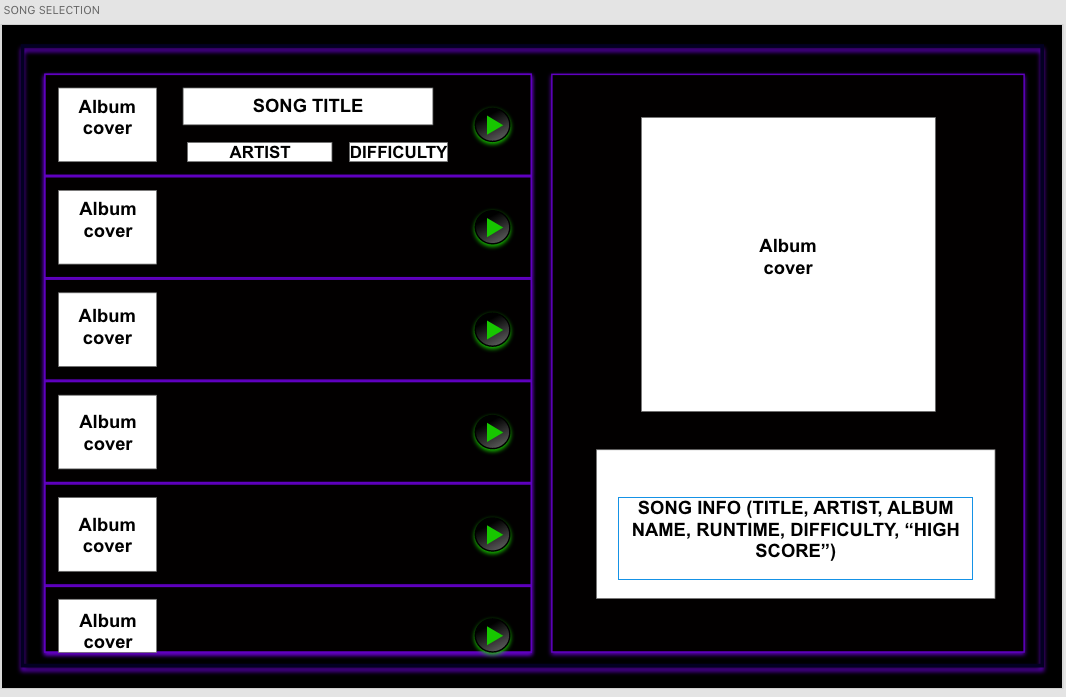 SONG SELECTION
Album
cover
SONG TITLE
ARTIST
DIFFICULTY
Album
cover
Album
cover
Album
cover
Album
cover
Album
cover
Album
cover
SONG INFO (TITLE, ARTIST, ALBUM
NAME, RUNTIME, DIFFICULTY, “HIGH
SCORE”)